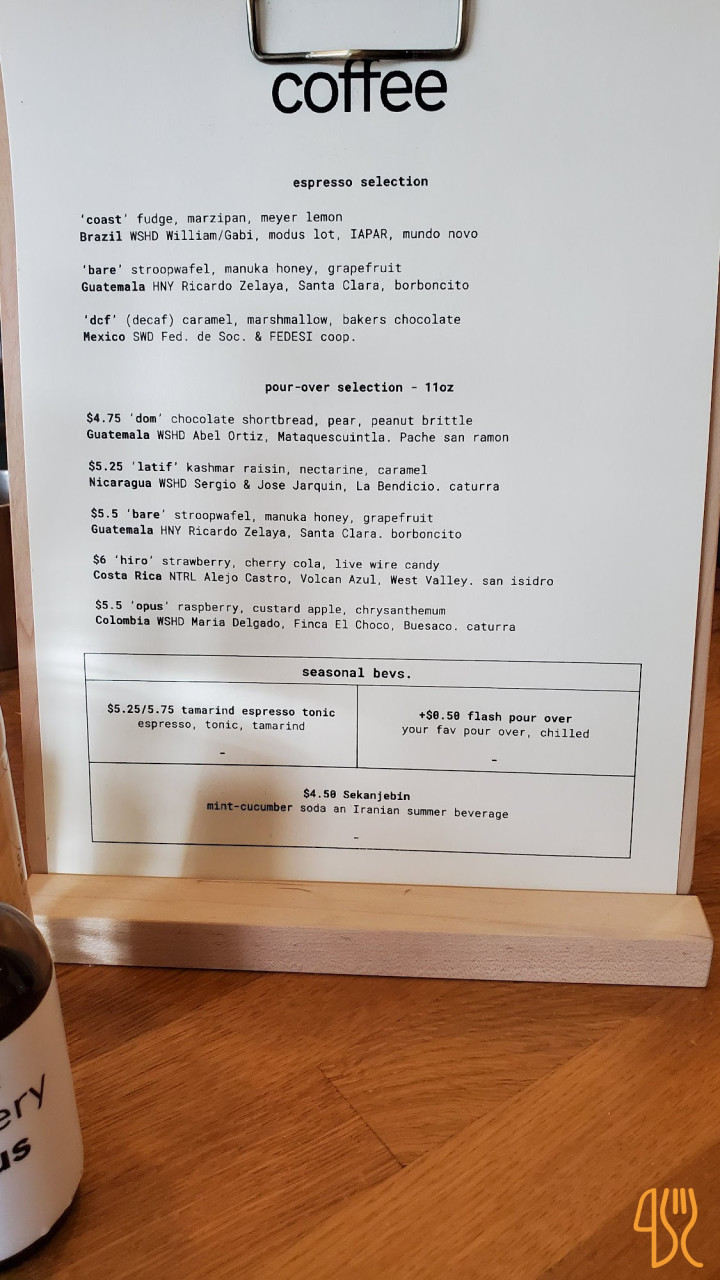 coffee
espresso selection
'coast' fudge, marzipan, meyer lemon
Brazil WSHD William/Gabi, modus lot, IAPAR, mundo novo
'bare' stroopwafel, manuka honey, grapefruit
Guatemala HNY Ricardo Zelaya, Santa Clara, borboncito
'dcf' (decaf) caramel, marshmallow, bakers chocolate
Mexico SWD Fed. de Soc. & FEDESI coop.
pour-over selection - 11oz
$4.75 'dom' chocolate shortbread, pear, peanut brittle
Guatemala WSHD Abel Ortiz, Mataquescuintla. Pache san ramon
$5.25 'latif' kashmar raisin, nectarine, caramel
Nicaragua WSHD Sergio & Jose Jarquin, La Bendicio. caturra
$5.5 'bare' stroopwafel, manuka honey, grapefruit
Guatemala HNY Ricardo Zelaya, Santa Clara. borboncito
$6 'hiro' strawberry, cherry cola, live wire candy
Costa Rica NTRL Alejo Castro, Volcan Azul, West Valley. san isidro
$5.5 'opus' raspberry, custard apple, chrysanthemum
Colombia WSHD Maria Delgado, Finca El Choco, Buesaco. caturra
seasonal bevs.
$5.25/5.75 tamarind espresso tonic
espresso, tonic, tamarind
-
+$0.50 flash pour over
your fav pour over, chilled
-
$4.50 Sekanjebin
mint-cucumber soda an Iranian summer beverage
-
ery
us